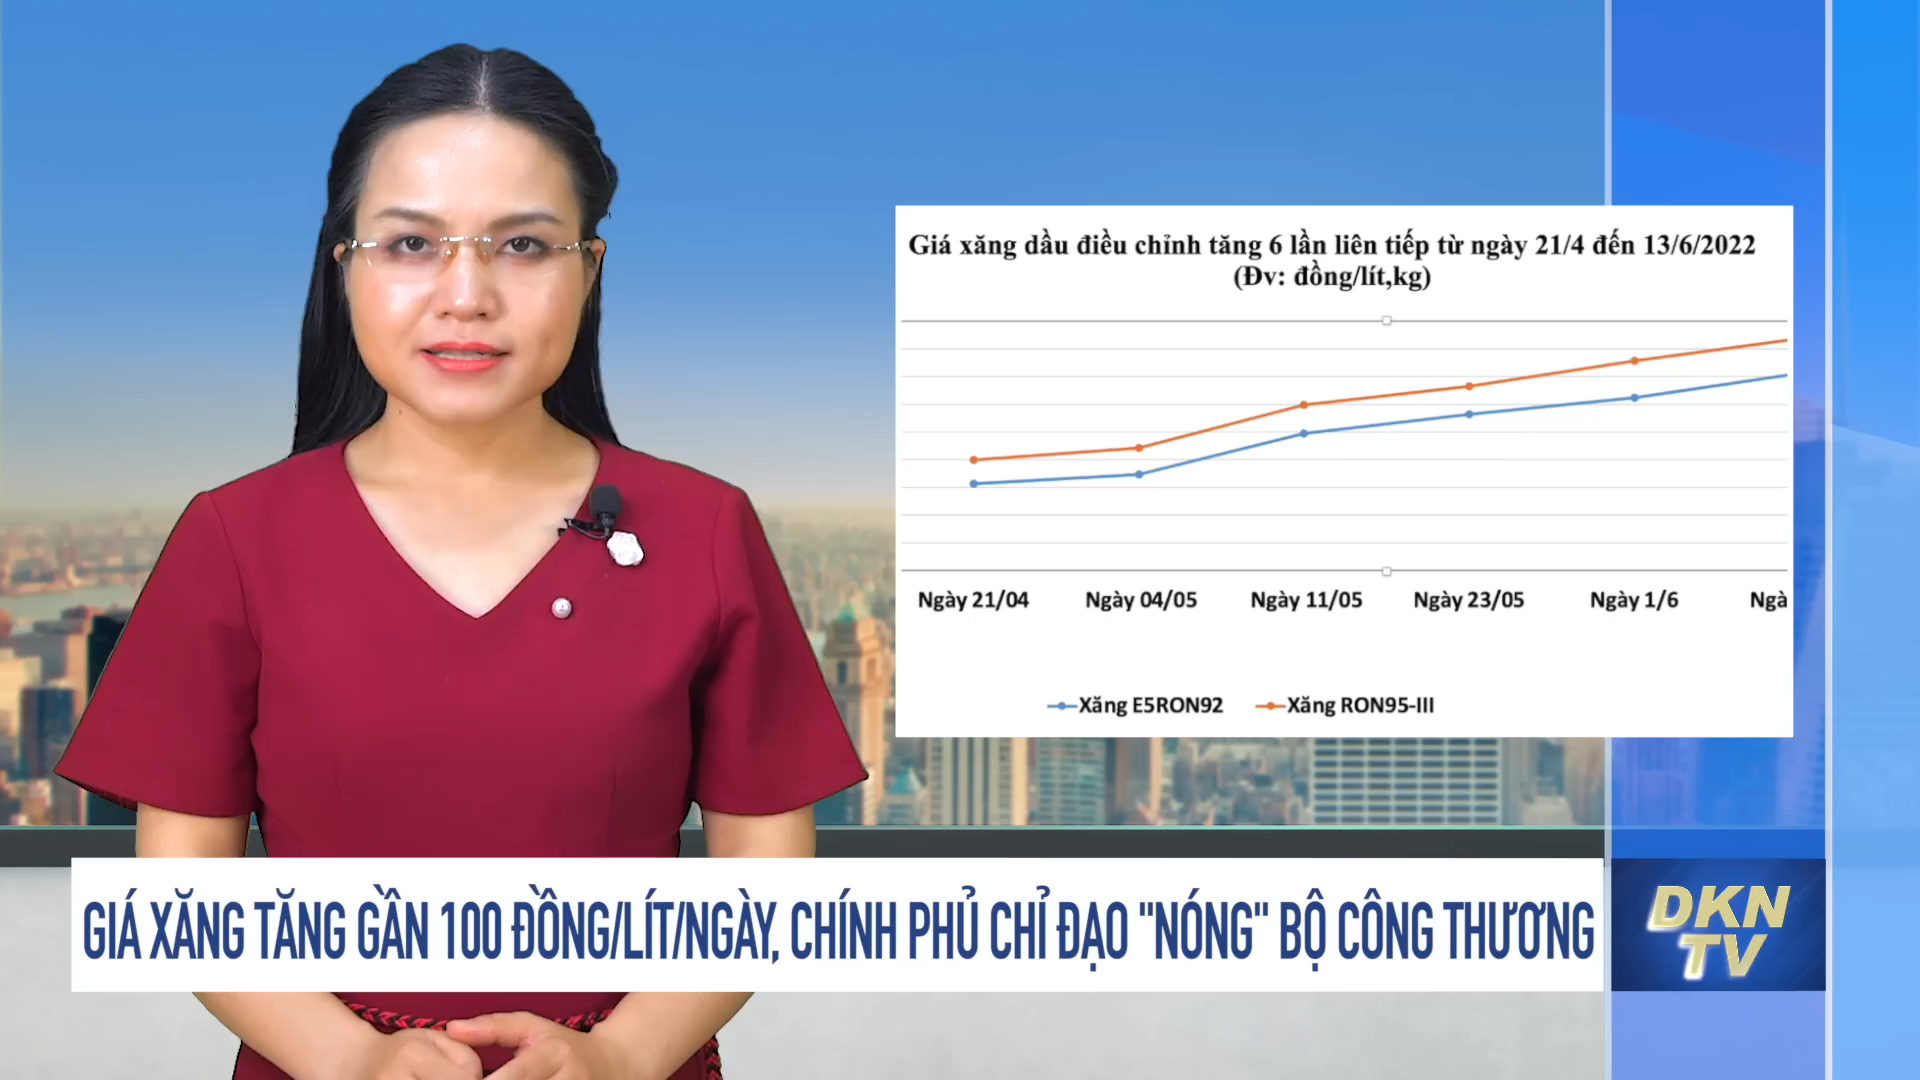 Giá xăng dầu điều chỉnh tăng 6 lần liên tiếp từ ngày 21/4 đến 13/6/2022
(Đv: đồng/lít,kg)
Ngày 21/04 Ngày 04/05 Ngày 11/05 Ngày 23/05 Ngày 1/6 Ngà
Xăng E5RON92 Xăng RON95-III
GIÁ XĂNG TĂNG GẦN 100 ĐỒNG/LÍT/NGÀY, CHÍNH PHỦ CHỈ ĐẠO "NÓNG" BỘ CÔNG THƯƠNG
DKN
TV